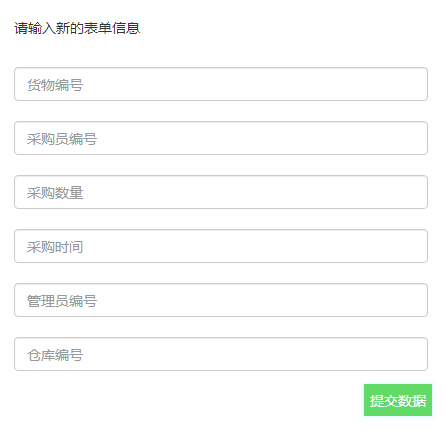 请输入新的表单信息
货物编号
采购员编号
采购数量
采购时间
管理员编号
仓库编号
提交数据